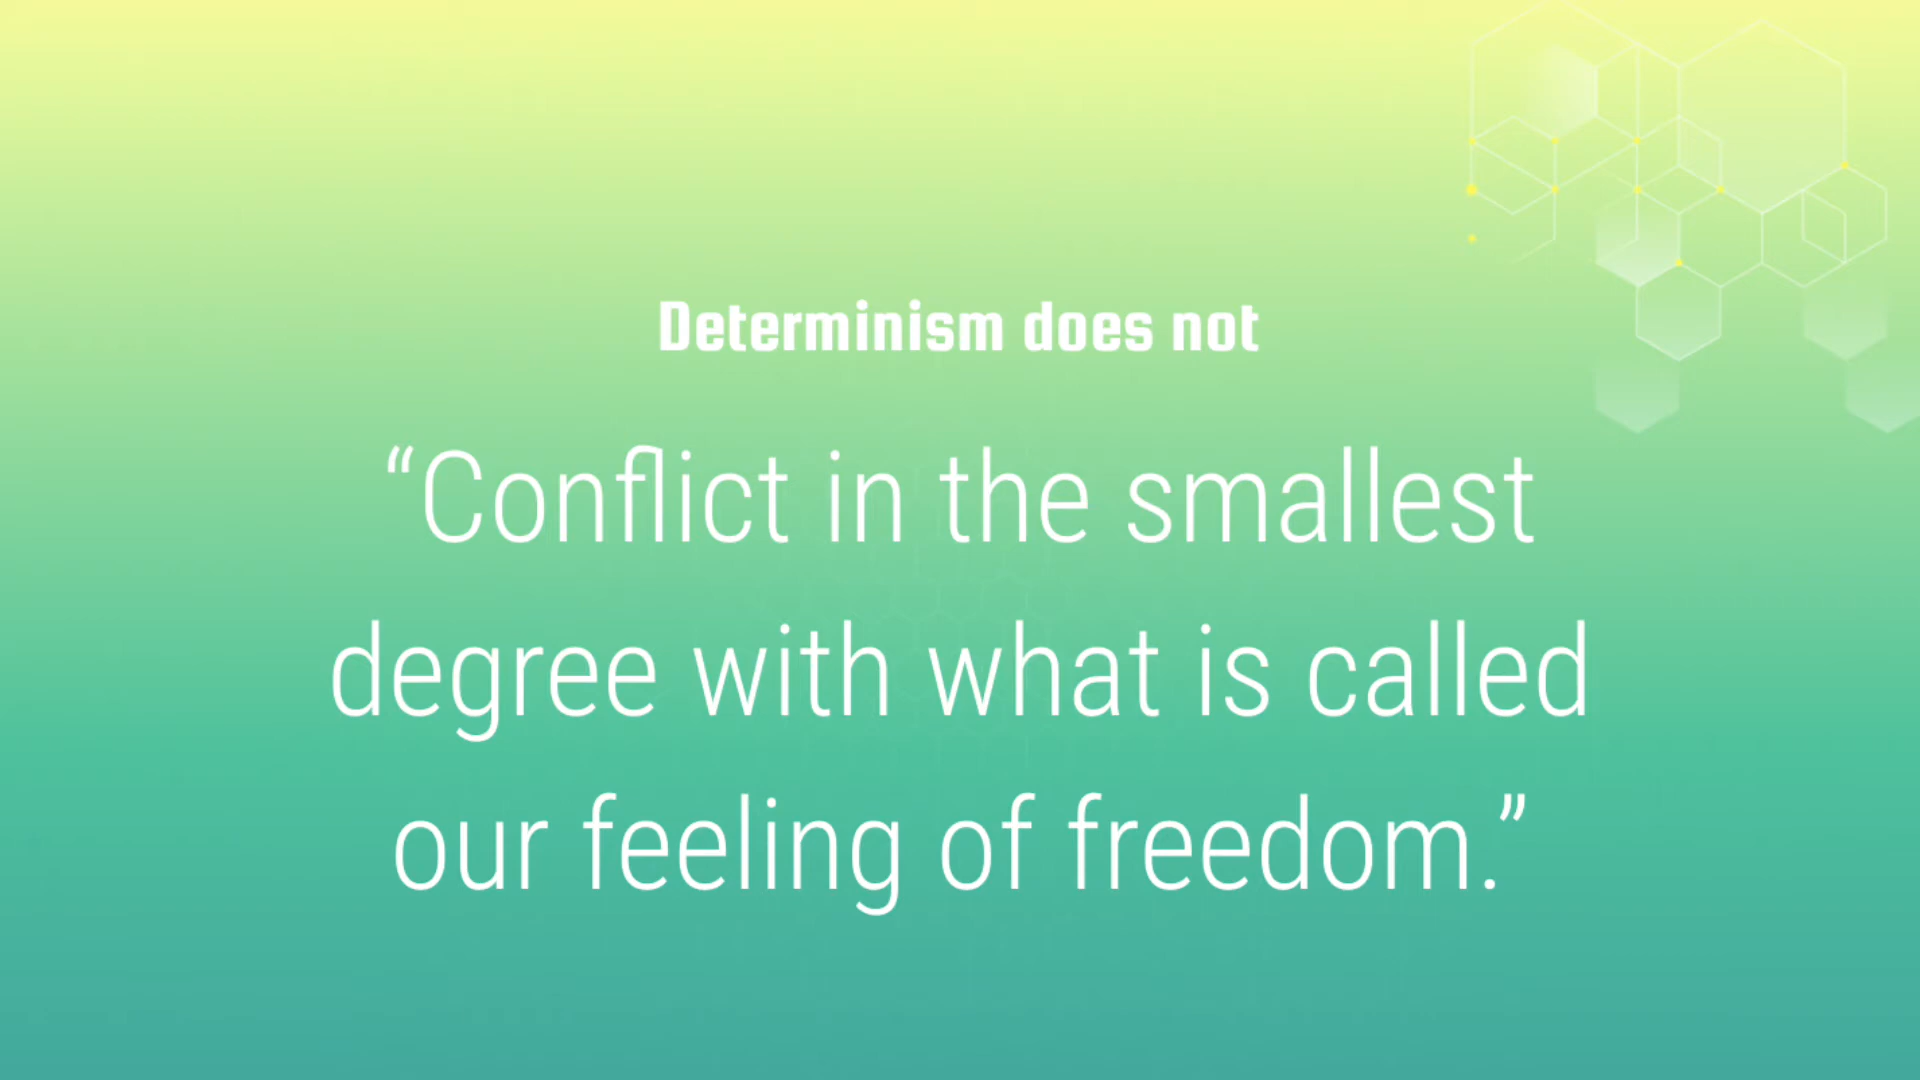 Determinism does not
“Conflict in the smallest
degree with what is called
our feeling of freedom.”